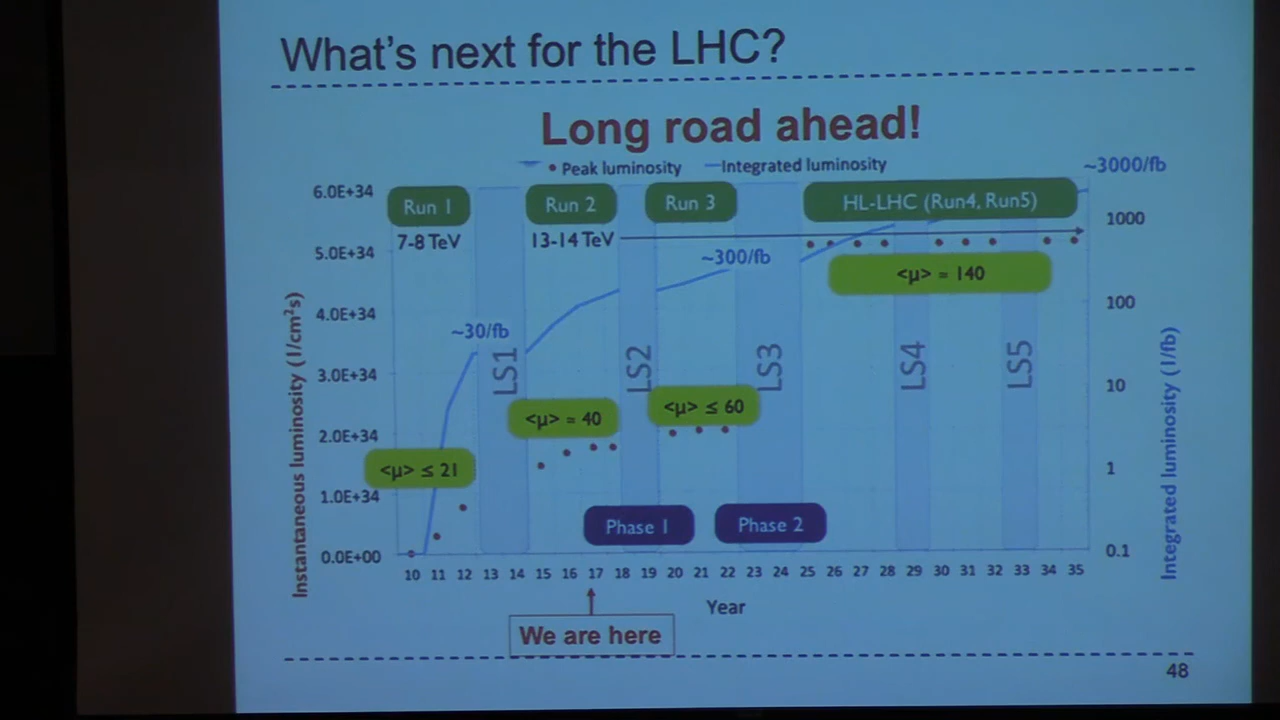 What's next for the LHC?
Long road ahead!
Peak luminosity Integrated luminosity
~3000/fb
6.0E+34
Run 1 Run 2 Run 3 HL-LHC (Run4, Run5)
1000
7-8 TeV 13-14 TeV
5.0E+34
~300/fb
<μ> = 140
4.0E+34
100
~30/fb
LS1 LS2 LS3 LS4 LS5
3.0E+34
10
<μ> = 40 <μ> ≤ 60
2.0E+34
<μ> ≤ 21
1
1.0E+34
Phase 1 Phase 2
0.0E+00
0.1
Instantaneous luminosity (1/cm²s)
Integrated luminosity (1/fb)
10 11 12 13 14 15 16 17 18 19 20 21 22 23 24 25 26 27 28 29 30 31 32 33 34 35
Year
We are here
48